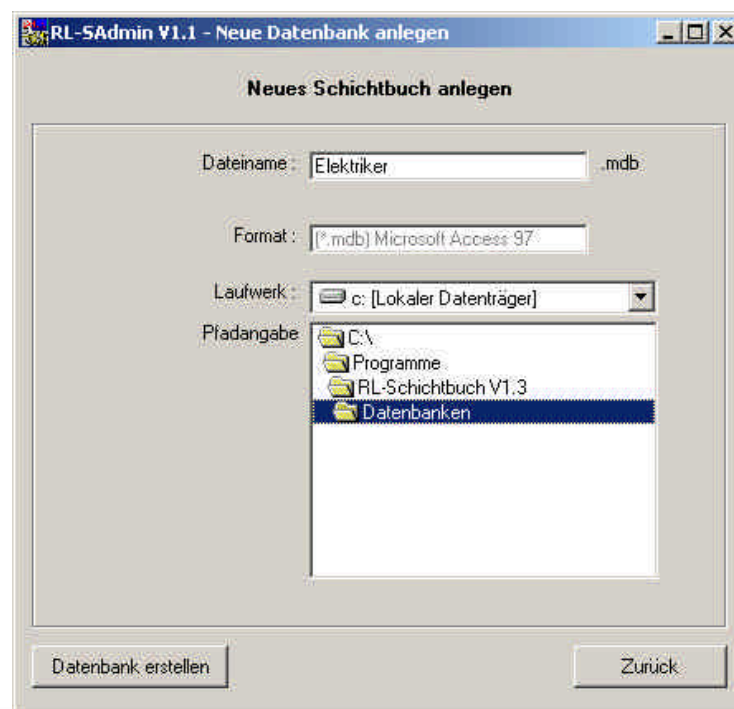 RL-SAdmin V1.1 - Neue Datenbank anlegen
Neues Schichtbuch anlegen
Dateiname : Elektriker .mdb
Format : (*.mdb) Microsoft Access 97
Laufwerk : c: [Lokaler Datenträger]
Pfadangabe
C:\
Programme
RL-Schichtbuch V1.3
Datenbanken
Datenbank erstellen Zurück